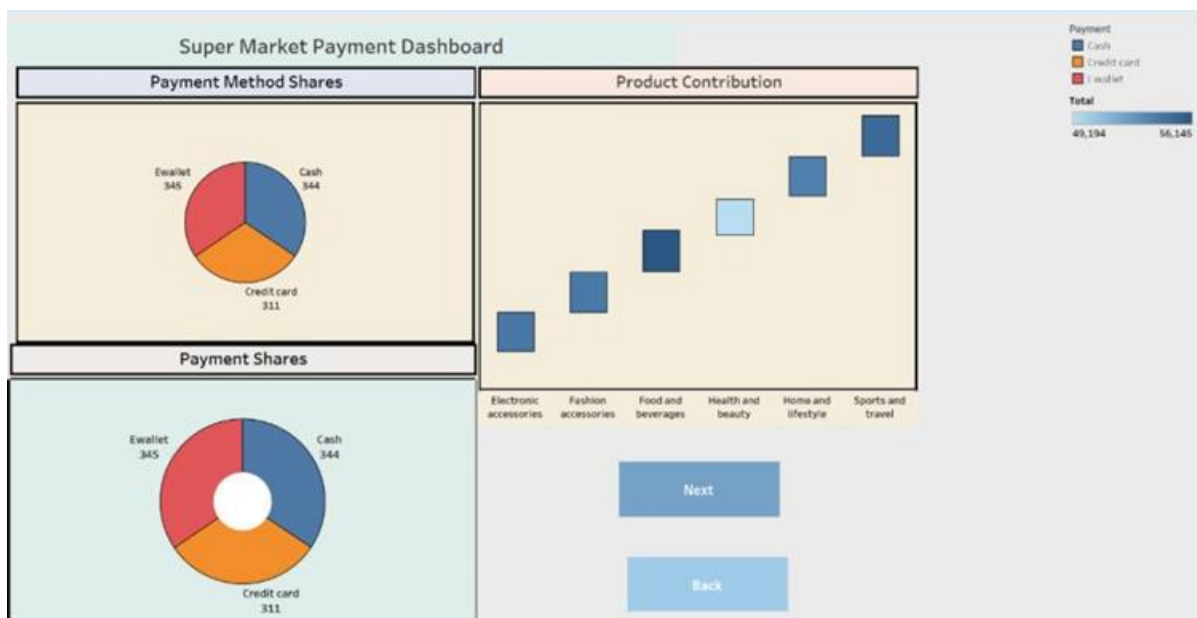 Super Market Payment Dashboard
Payment Method Shares
Ewallet
345
Cash
344
Credit card
311
Payment Shares
Ewallet
345
Cash
344
Credit card
311
Product Contribution
Electronic
accessories
Fashion
accessories
Food and
beverages
Health and
beauty
Home and
lifestyle
Sports and
travel
Next
Back
Payment
Cash
Credit card
Ewallet
Total
49,194 56,145